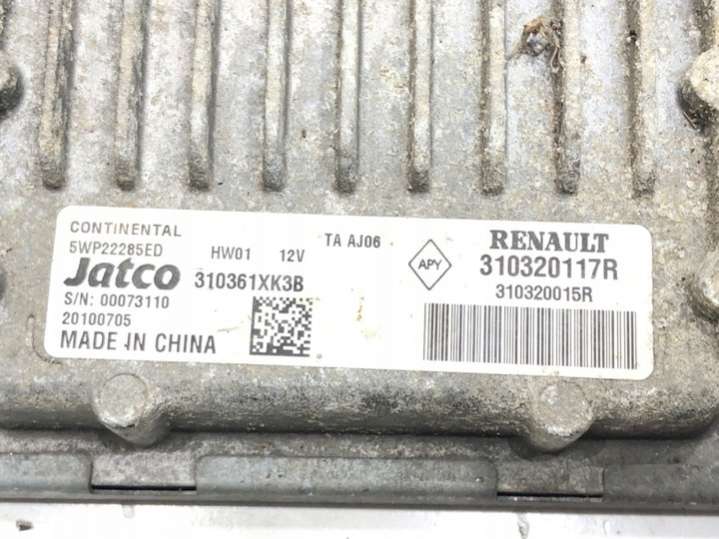 CONTINENTAL
5WP22285ED HW01 12V TA AJ06
Jatco 310361XK3B
S/N: 00073110
20100705
MADE IN CHINA
APY
RENAULT
310320117R
310320015R